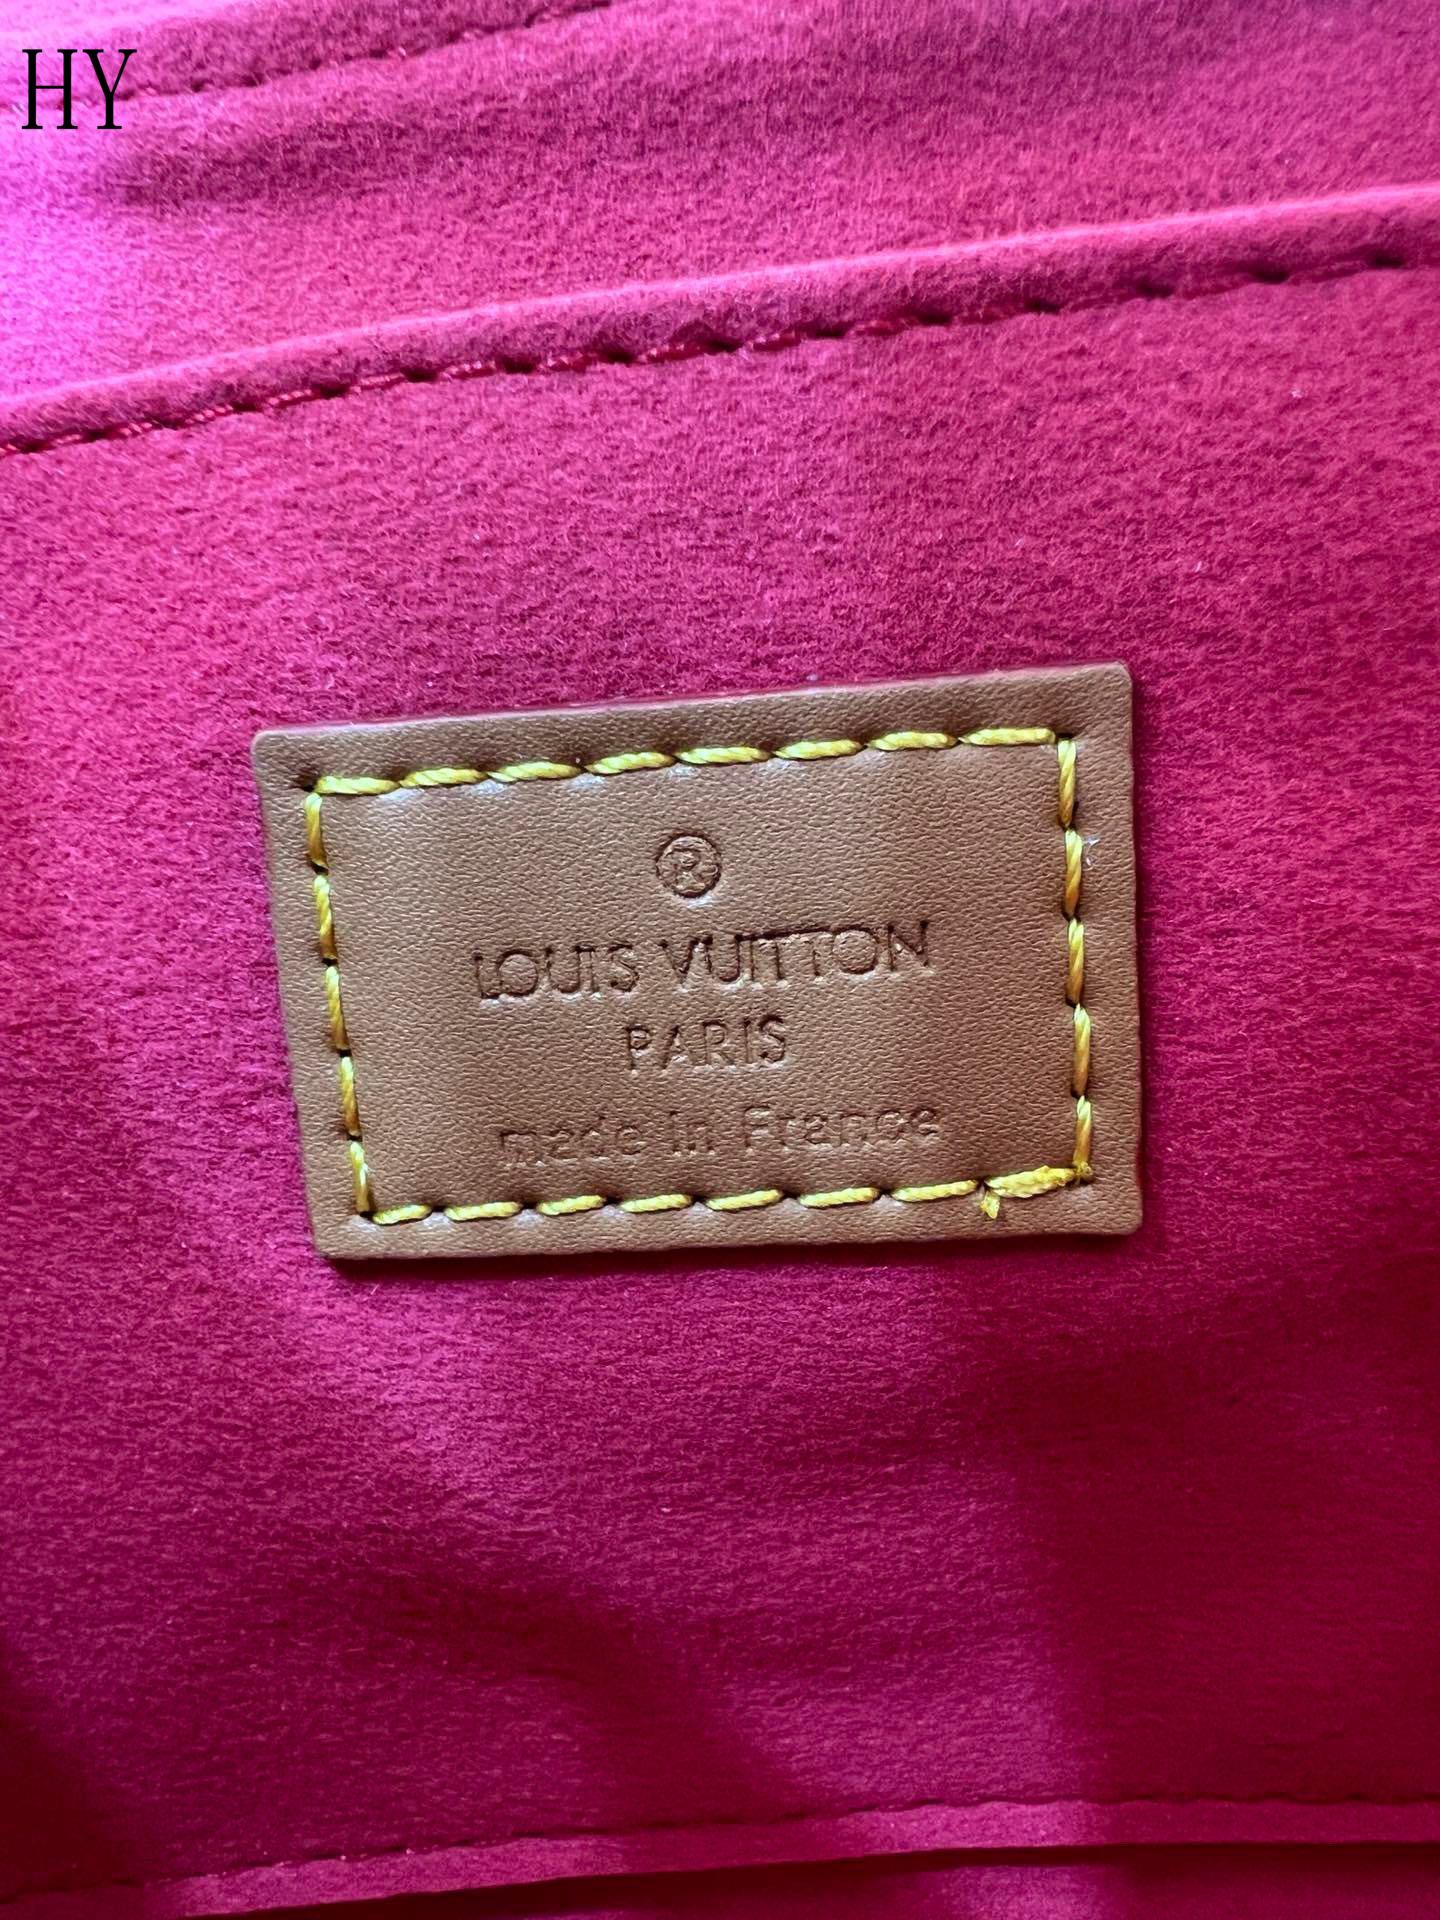 HY
®
LOUIS VUITTON
PARIS
made in France